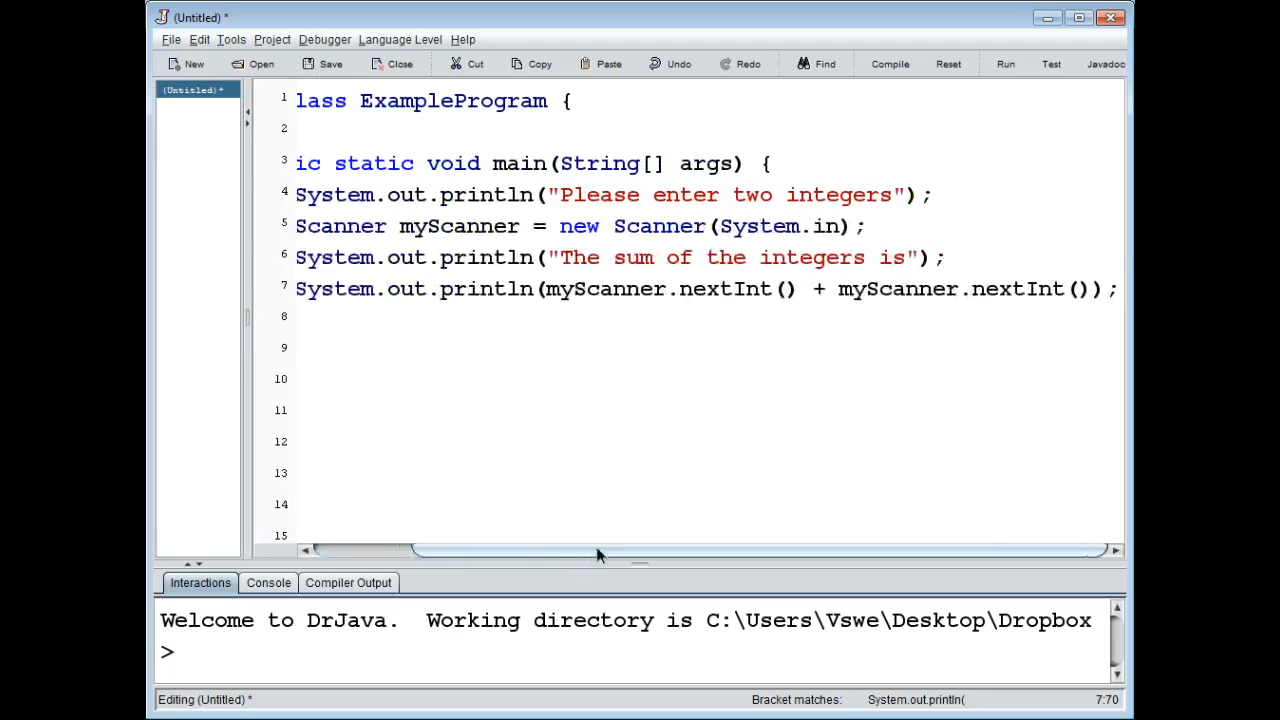 (Untitled) *
File Edit Tools Project Debugger Language Level Help
New Open Save Close Cut Copy Paste Undo Redo Find Compile Reset Run Test Javadoc
(Untitled) *
1 lass ExampleProgram {
2
3 ic static void main(String[] args) {
4 System.out.println("Please enter two integers");
5 Scanner myScanner = new Scanner(System.in);
6 System.out.println("The sum of the integers is");
7 System.out.println(myScanner.nextInt() + myScanner.nextInt());
8
9
10
11
12
13
14
15
Interactions Console Compiler Output
Welcome to DrJava. Working directory is C:\Users\Vswe\Desktop\Dropbox
>
Editing (Untitled) * Bracket matches: System.out.println( 7:70